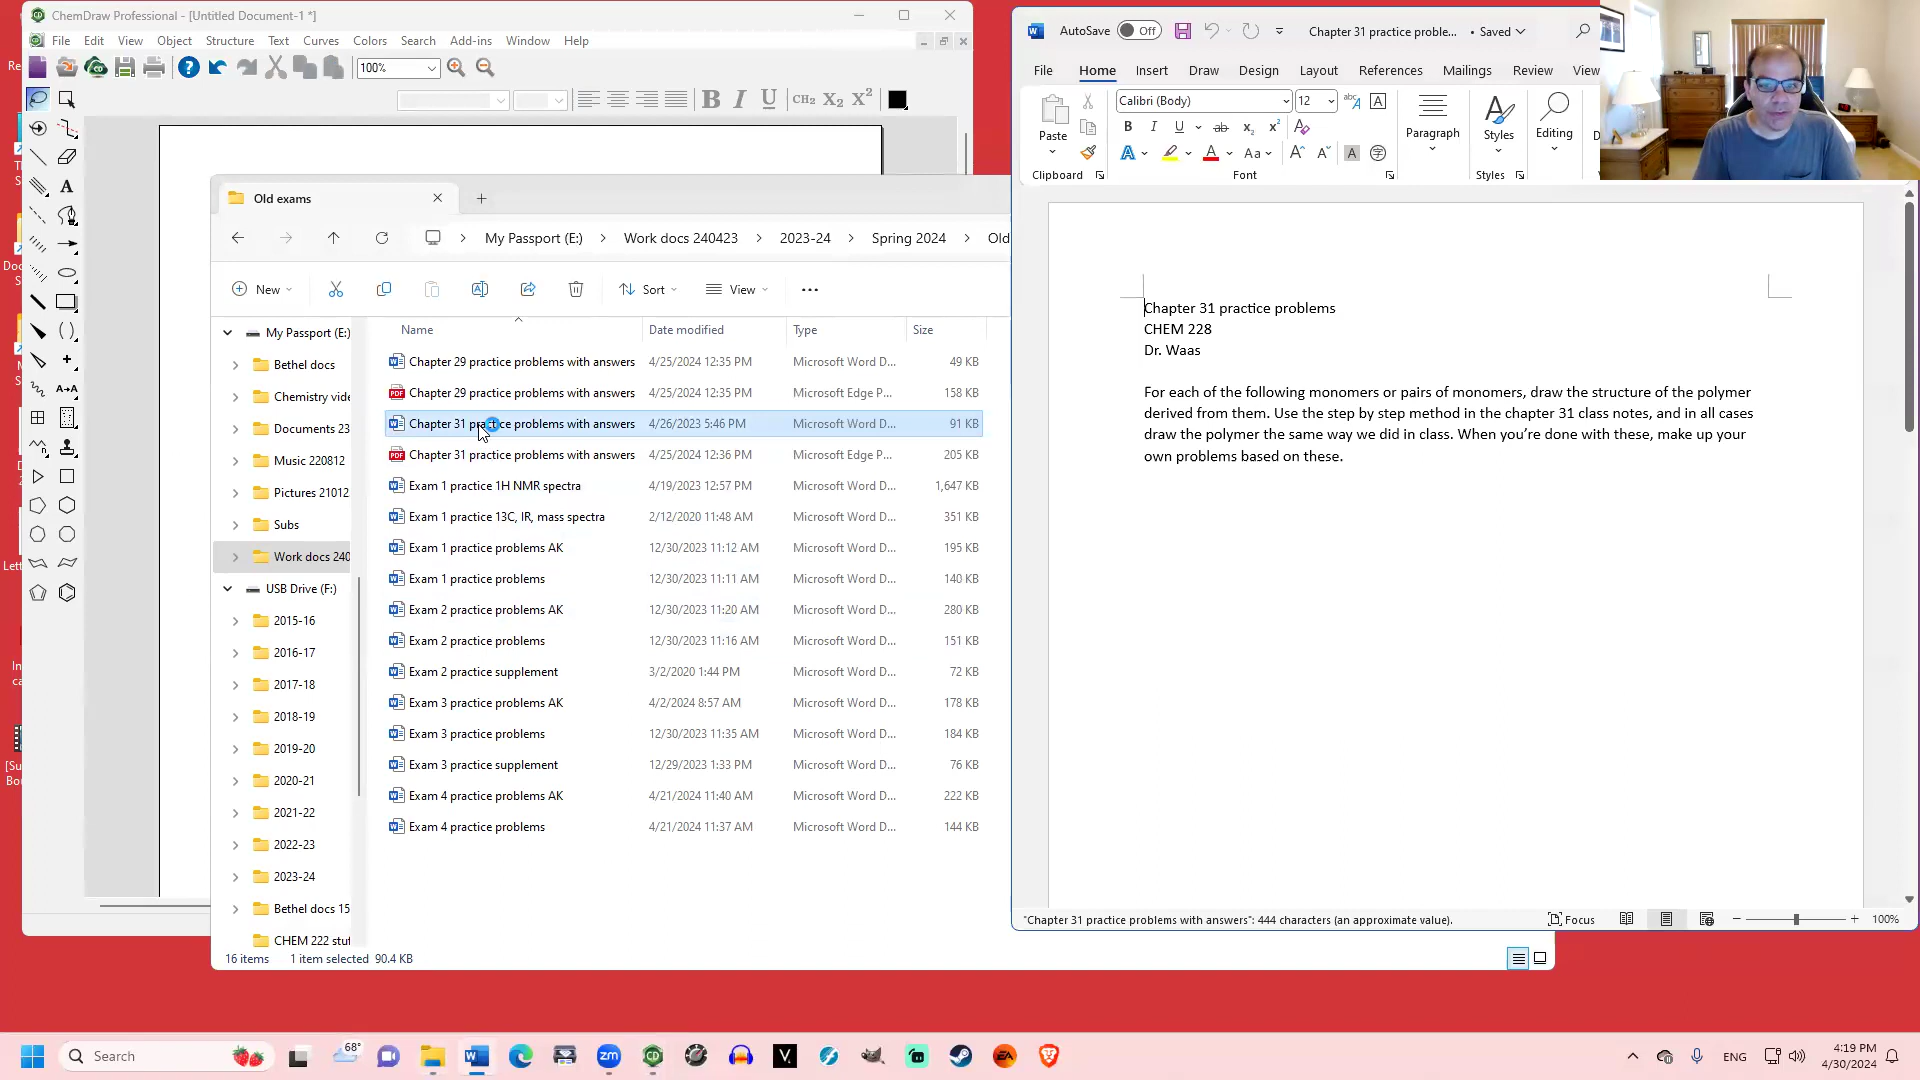 ChemDraw Professional - [Untitled Document-1 *]
File Edit View Object Structure Text Curves Colors Search Add-ins Window Help
100%
B I U CH2 X2 X2
Old exams
My Passport (E:) > Work docs 240423 > 2023-24 > Spring 2024 > Old
New Sort View
Name Date modified Type Size
My Passport (E:)
Bethel docs
Chemistry vide
Documents 23
Music 220812
Pictures 21012
Subs
Work docs 240
USB Drive (F:)
2015-16
2016-17
2017-18
2018-19
2019-20
2020-21
2021-22
2022-23
2023-24
Bethel docs 15
CHEM 222 stuf
Chapter 29 practice problems with answers 4/25/2024 12:35 PM Microsoft Word D... 49 KB
Chapter 29 practice problems with answers 4/25/2024 12:35 PM Microsoft Edge P... 158 KB
Chapter 31 practice problems with answers 4/26/2023 5:46 PM Microsoft Word D... 91 KB
Chapter 31 practice problems with answers 4/25/2024 12:36 PM Microsoft Edge P... 205 KB
Exam 1 practice 1H NMR spectra 4/19/2023 12:57 PM Microsoft Word D... 1,647 KB
Exam 1 practice 13C, IR, mass spectra 2/12/2020 11:48 AM Microsoft Word D... 351 KB
Exam 1 practice problems AK 12/30/2023 11:12 AM Microsoft Word D... 195 KB
Exam 1 practice problems 12/30/2023 11:11 AM Microsoft Word D... 140 KB
Exam 2 practice problems AK 12/30/2023 11:20 AM Microsoft Word D... 280 KB
Exam 2 practice problems 12/30/2023 11:16 AM Microsoft Word D... 151 KB
Exam 2 practice supplement 3/2/2020 1:44 PM Microsoft Word D... 72 KB
Exam 3 practice problems AK 4/2/2024 8:57 AM Microsoft Word D... 178 KB
Exam 3 practice problems 12/30/2023 11:35 AM Microsoft Word D... 184 KB
Exam 3 practice supplement 12/29/2023 1:33 PM Microsoft Word D... 76 KB
Exam 4 practice problems AK 4/21/2024 11:40 AM Microsoft Word D... 222 KB
Exam 4 practice problems 4/21/2024 11:37 AM Microsoft Word D... 144 KB
16 items 1 item selected 90.4 KB
AutoSave Off Chapter 31 practice proble... • Saved
File Home Insert Draw Design Layout References Mailings Review View
Calibri (Body) 12
Paste Paragraph Styles Editing
Clipboard Font Styles
Chapter 31 practice problems
CHEM 228
Dr. Waas
For each of the following monomers or pairs of monomers, draw the structure of the polymer
derived from them. Use the step by step method in the chapter 31 class notes, and in all cases
draw the polymer the same way we did in class. When you’re done with these, make up your
own problems based on these.
"Chapter 31 practice problems with answers": 444 characters (an approximate value). Focus 100%
Search 68° ENG 4:19 PM
4/30/2024